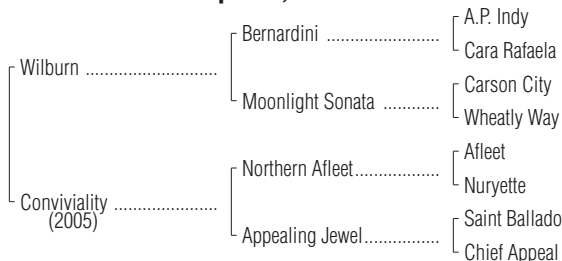 A.P. Indy
Bernardini ....................
Cara Rafaela
Wilburn .......................
Carson City
Moonlight Sonata ..........
Wheatly Way
Afleet
Northern Afleet...............
Nuryette
Conviviality ..................
(2005)
Saint Ballado
Appealing Jewel.............
Chief Appeal